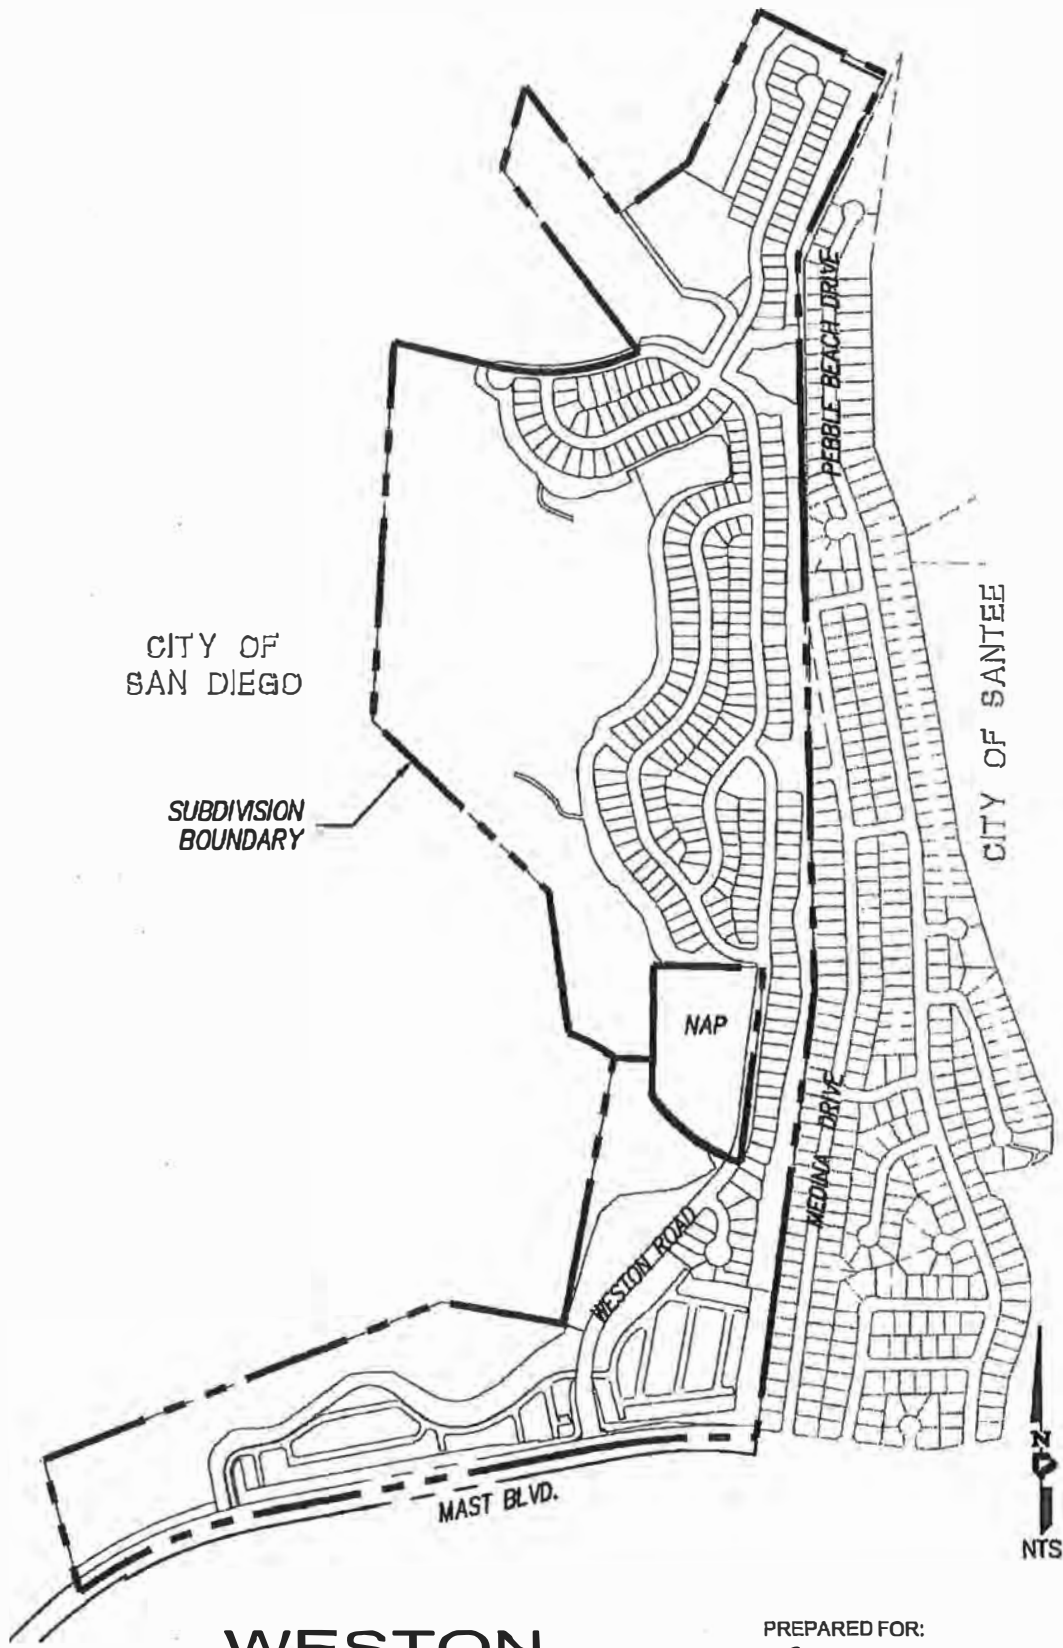 PEBBLE BEACH DRIVE
CITY OF
SAN DIEGO
CITY OF SANTEE
SUBDIVISION
BOUNDARY
NAP
MEDINA DRIVE
WESTON ROAD
MAST BLVD.
N
NTS
WESTON
PREPARED FOR: